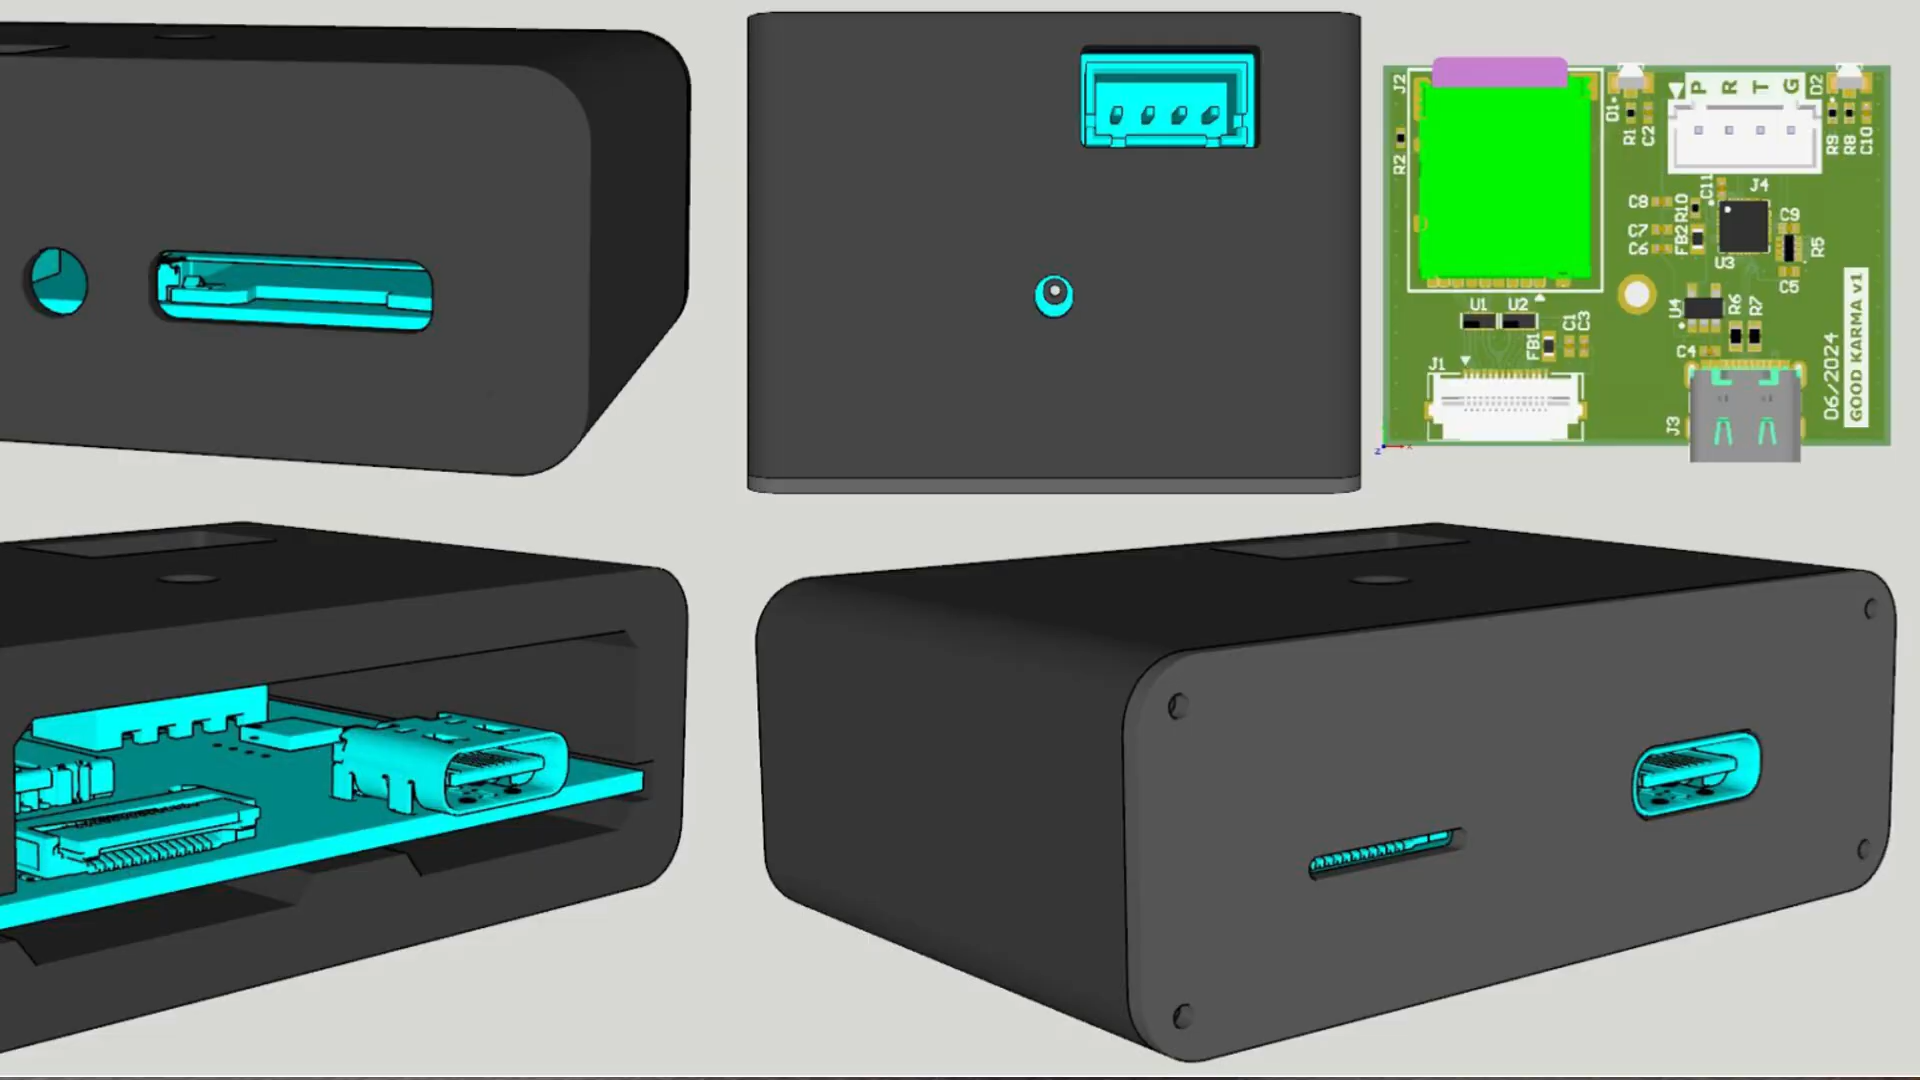 J2
R2
D1
R1
C2
P R T G
D2
R9
R8
C10
C11
J4
C8
C7
C6
R10
FB2
U3
C9
R5
C5
U1 U2
FB1
C1
C3
U4
R6
R7
C4
J1
J3
06/2024
GOOD KARMA v1
z
x